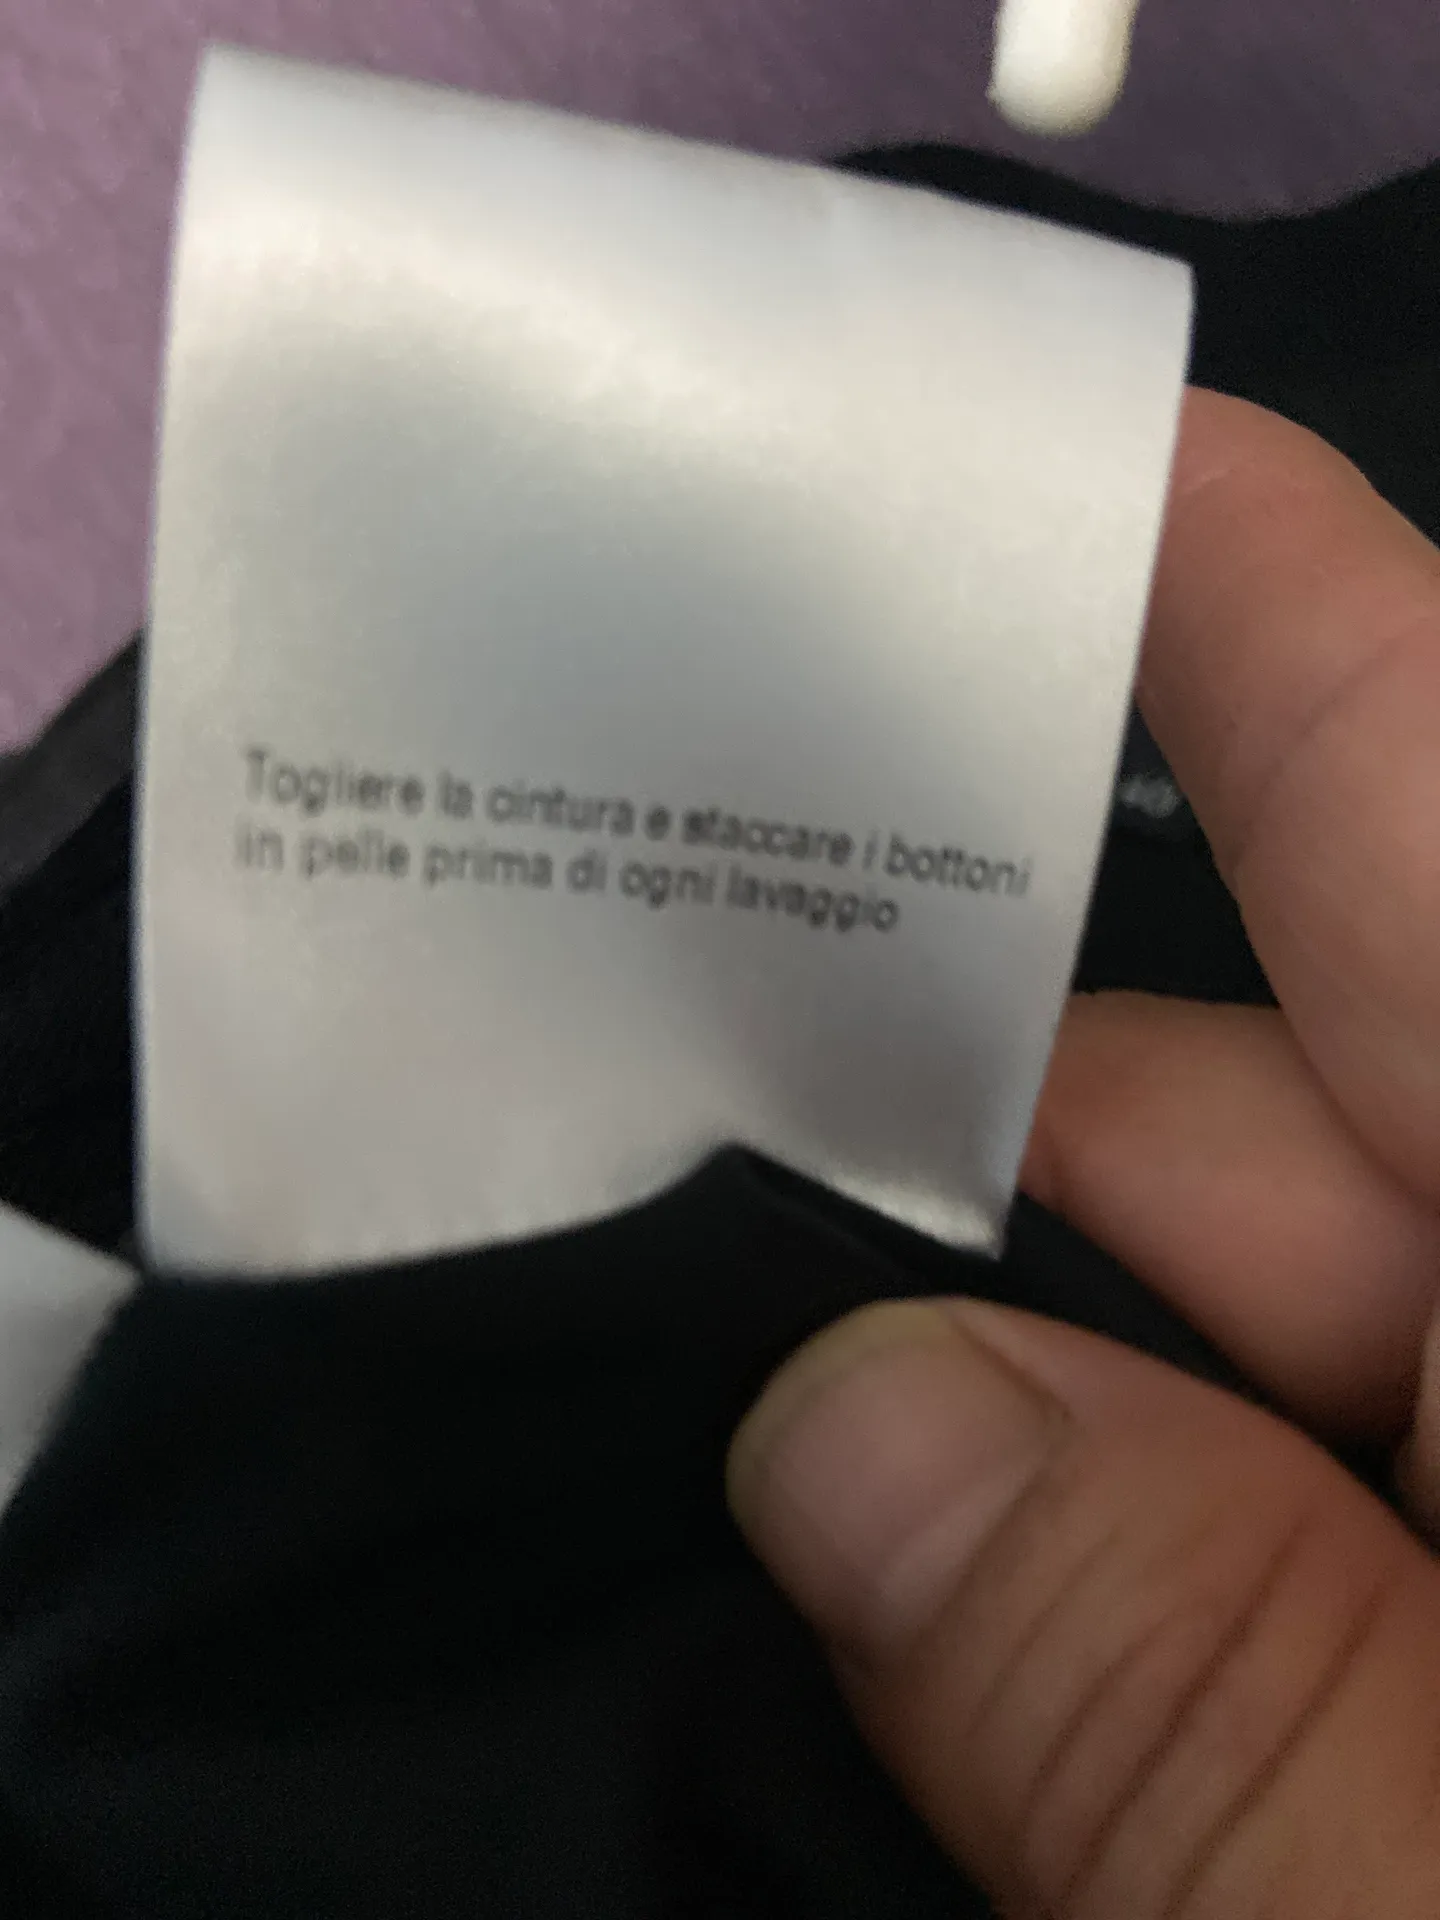 Togliere la cintura e staccare i bottoni
in pelle prima di ogni lavaggio